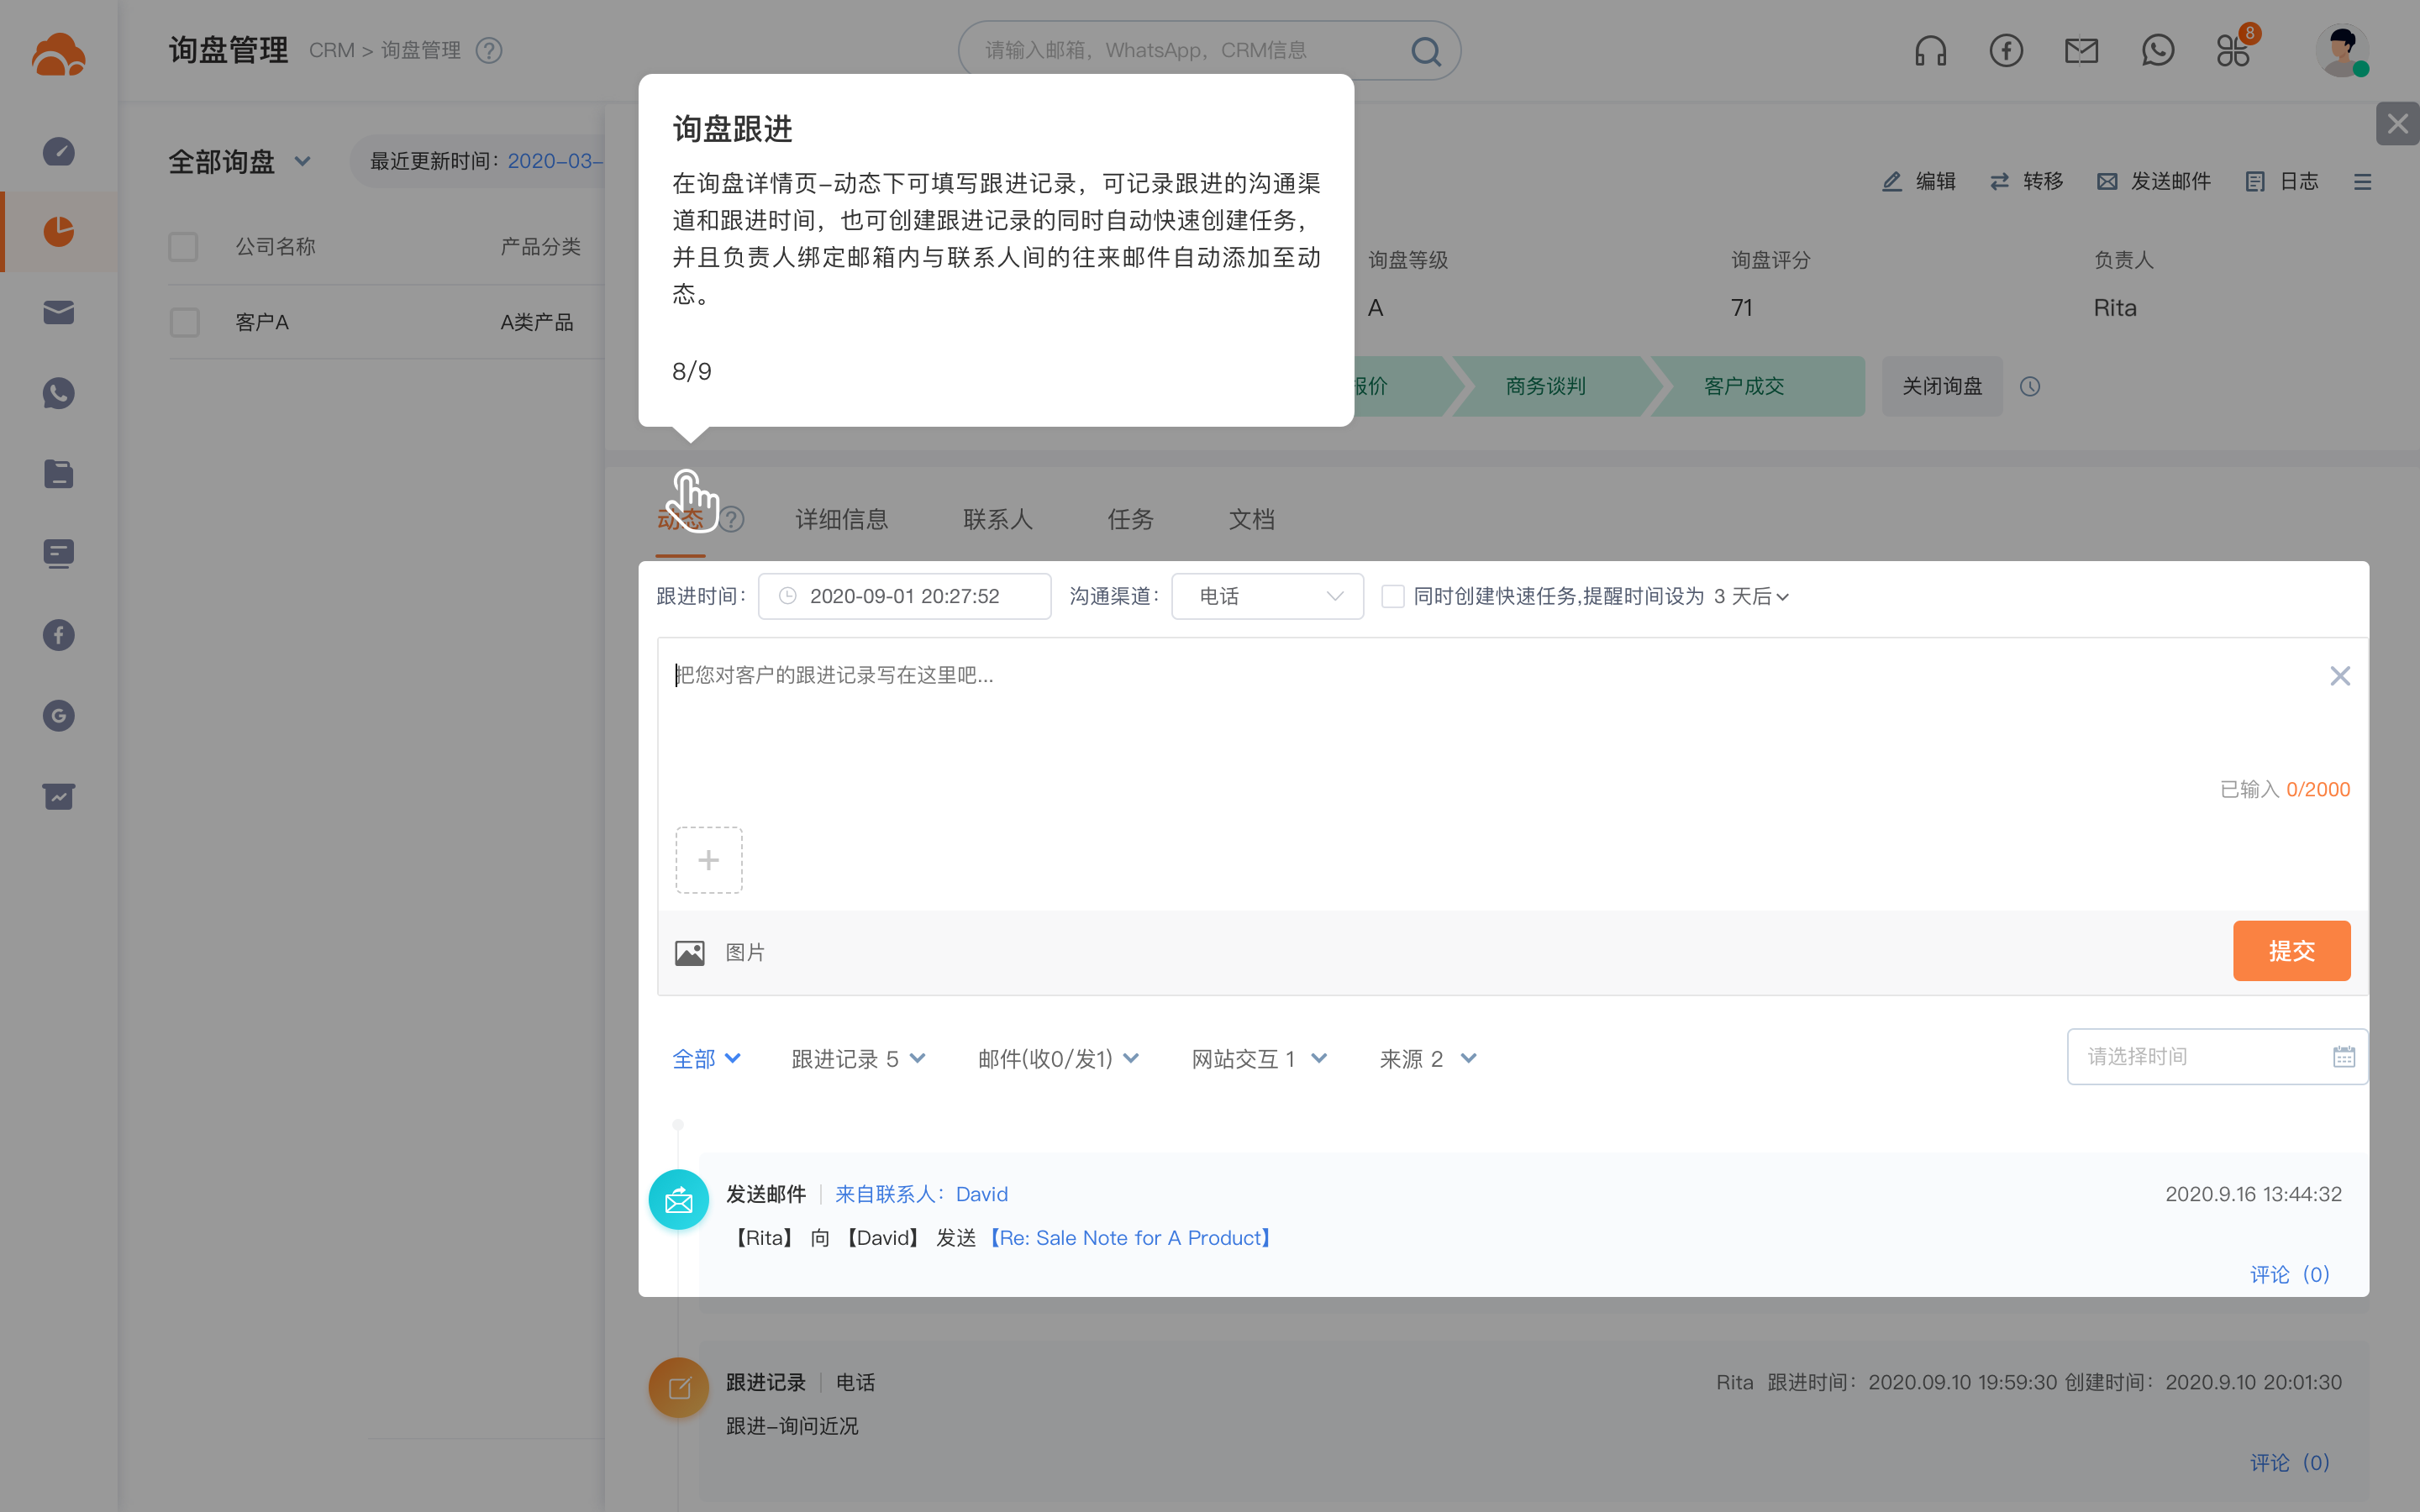 询盘管理 CRM > 询盘管理 ?
请输入邮箱，WhatsApp，CRM信息
8
全部询盘
最近更新时间：2020-03-
公司名称 产品分类
客户A A类产品
询盘跟进
在询盘详情页-动态下可填写跟进记录，可记录跟进的沟通渠
道和跟进时间，也可创建跟进记录的同时自动快速创建任务，
并且负责人绑定邮箱内与联系人间的往来邮件自动添加至动
态。
8/9
编辑 转移 发送邮件 日志
询盘等级 询盘评分 负责人
A 71 Rita
报价 商务谈判 客户成交 关闭询盘
动态 ? 详细信息 联系人 任务 文档
跟进时间： 2020-09-01 20:27:52 沟通渠道： 电话 同时创建快速任务,提醒时间设为 3 天后
把您对客户的跟进记录写在这里吧...
已输入 0/2000
图片 提交
全部 跟进记录 5 邮件(收0/发1) 网站交互 1 来源 2 请选择时间
发送邮件 来自联系人：David 2020.9.16 13:44:32
【Rita】 向 【David】 发送 【Re: Sale Note for A Product】
评论（0）
跟进记录 电话 Rita 跟进时间：2020.09.10 19:59:30 创建时间：2020.9.10 20:01:30
跟进-询问近况
评论（0）